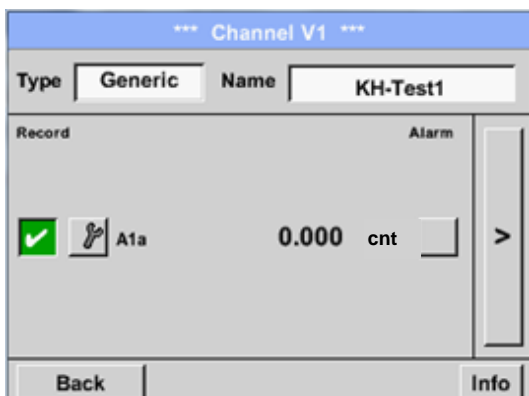 *** Channel V1 ***
Type Generic Name KH-Test1
Record Alarm
A1a 0.000 cnt >
Back Info